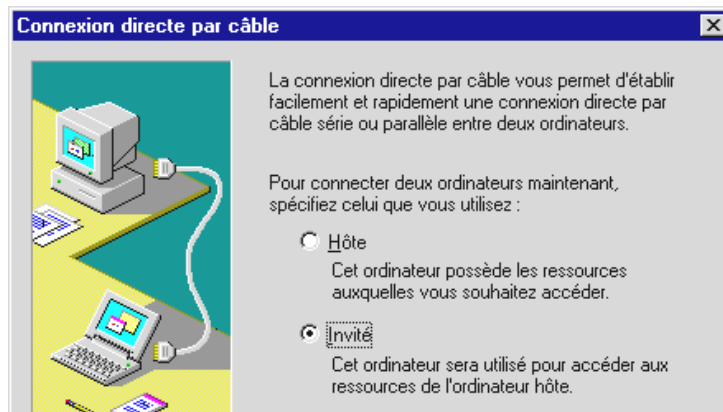 Connexion directe par câble
La connexion directe par câble vous permet d'établir
facilement et rapidement une connexion directe par
câble série ou parallèle entre deux ordinateurs.
Pour connecter deux ordinateurs maintenant,
spécifiez celui que vous utilisez :
Hôte
Cet ordinateur possède les ressources
auxquelles vous souhaitez accéder.
Invité
Cet ordinateur sera utilisé pour accéder aux
ressources de l'ordinateur hôte.